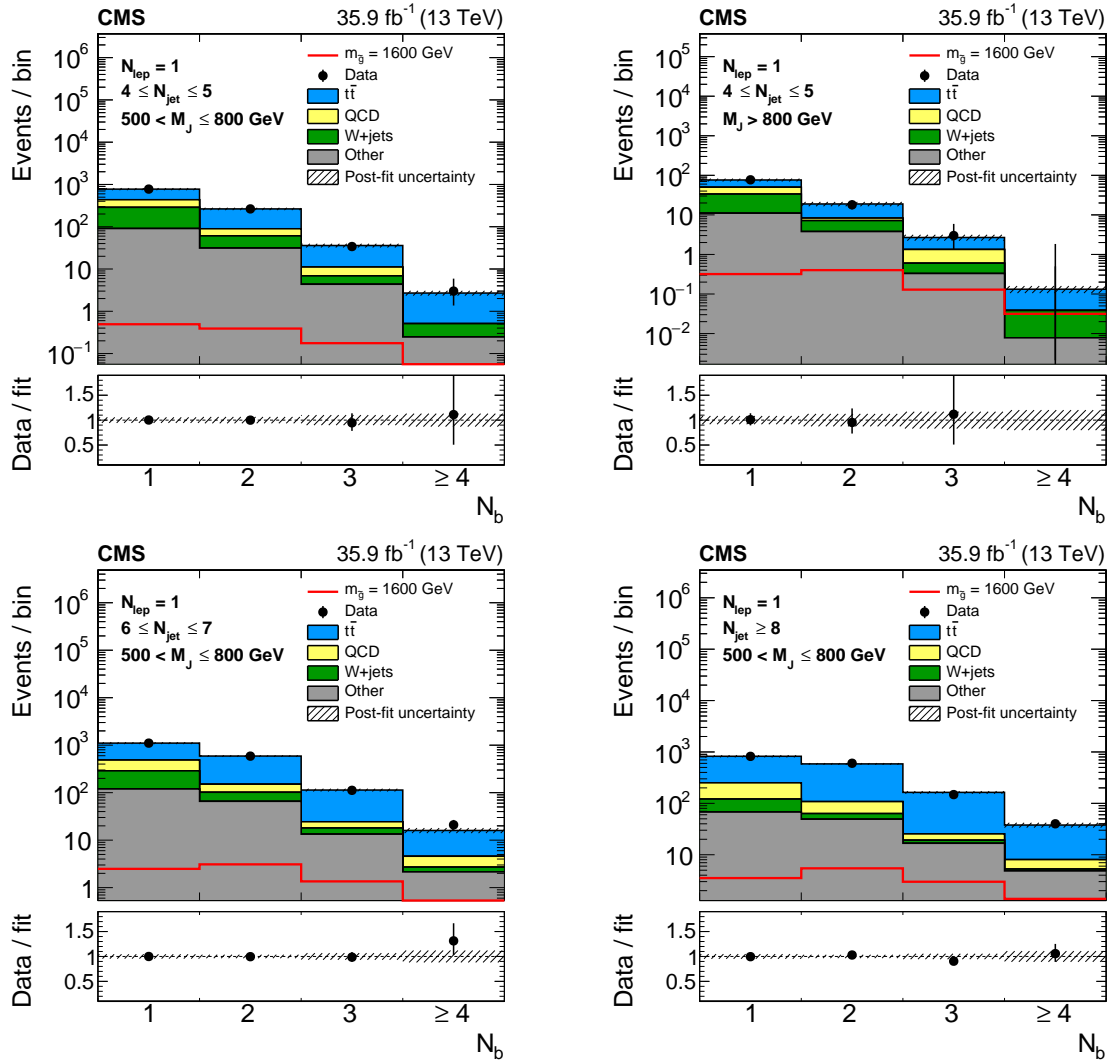 CMS 35.9 fb⁻¹ (13 TeV)
Events / bin
10⁶
10⁵
10⁴
10³
10²
10
1
10⁻¹
N_lep = 1
4 ≤ N_jet ≤ 5
500 < M_J ≤ 800 GeV
m_g̃ = 1600 GeV
Data
tt̄
QCD
W+jets
Other
Post-fit uncertainty
Data / fit
1.5
1
0.5
1 2 3 ≥ 4
N_b
CMS 35.9 fb⁻¹ (13 TeV)
Events / bin
10⁵
10⁴
10³
10²
10
1
10⁻¹
10⁻²
N_lep = 1
4 ≤ N_jet ≤ 5
M_J > 800 GeV
m_g̃ = 1600 GeV
Data
tt̄
QCD
W+jets
Other
Post-fit uncertainty
Data / fit
1.5
1
0.5
1 2 3 ≥ 4
N_b
CMS 35.9 fb⁻¹ (13 TeV)
Events / bin
10⁶
10⁵
10⁴
10³
10²
10
1
N_lep = 1
6 ≤ N_jet ≤ 7
500 < M_J ≤ 800 GeV
m_g̃ = 1600 GeV
Data
tt̄
QCD
W+jets
Other
Post-fit uncertainty
Data / fit
1.5
1
0.5
1 2 3 ≥ 4
N_b
CMS 35.9 fb⁻¹ (13 TeV)
Events / bin
10⁶
10⁵
10⁴
10³
10²
10
N_lep = 1
N_jet ≥ 8
500 < M_J ≤ 800 GeV
m_g̃ = 1600 GeV
Data
tt̄
QCD
W+jets
Other
Post-fit uncertainty
Data / fit
1.5
1
0.5
1 2 3 ≥ 4
N_b